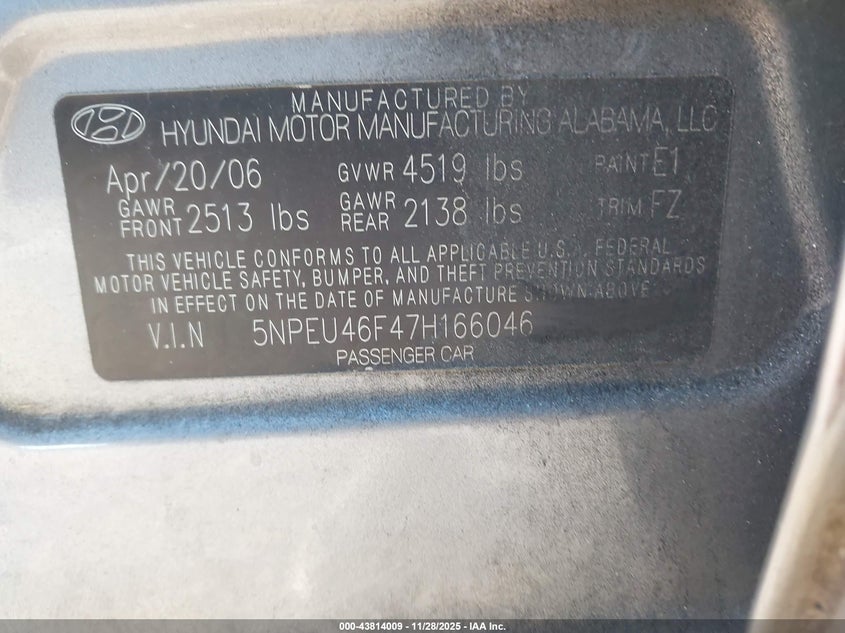 MANUFACTURED BY
HYUNDAI MOTOR MANUFACTURING ALABAMA, LLC
Apr/20/06 GVWR 4519 lbs PAINT E1
GAWR FRONT 2513 lbs GAWR REAR 2138 lbs TRIM FZ
THIS VEHICLE CONFORMS TO ALL APPLICABLE U.S. FEDERAL
MOTOR VEHICLE SAFETY, BUMPER, AND THEFT PREVENTION STANDARDS
IN EFFECT ON THE DATE OF MANUFACTURE SHOWN ABOVE
V.I.N 5NPEU46F47H166046
PASSENGER CAR
000-43814009 - 11/28/2025 - IAA Inc.